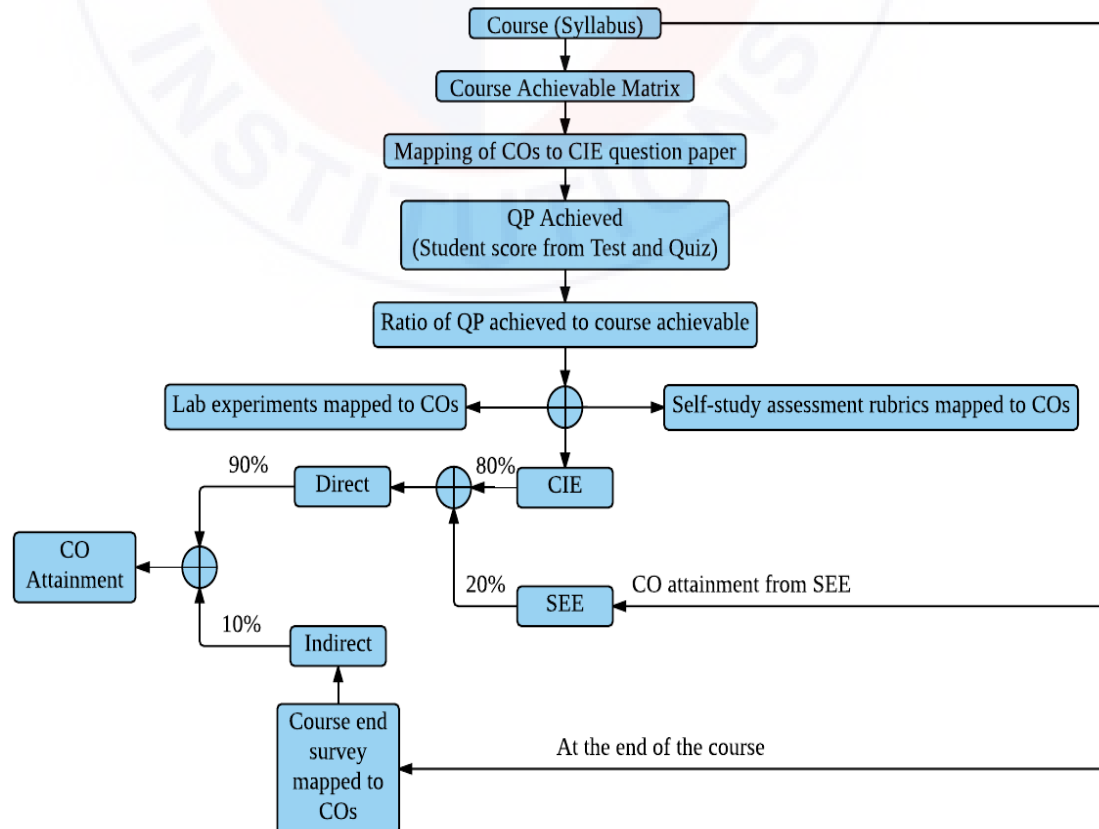 Course (Syllabus)
Course Achievable Matrix
Mapping of COs to CIE question paper
QP Achieved
(Student score from Test and Quiz)
Ratio of QP achieved to course achievable
Lab experiments mapped to COs
Self-study assessment rubrics mapped to COs
90%
Direct
80%
CIE
CO
Attainment
20%
SEE
CO attainment from SEE
10%
Indirect
Course end
survey
mapped to
COs
At the end of the course
INSTITUTIONS